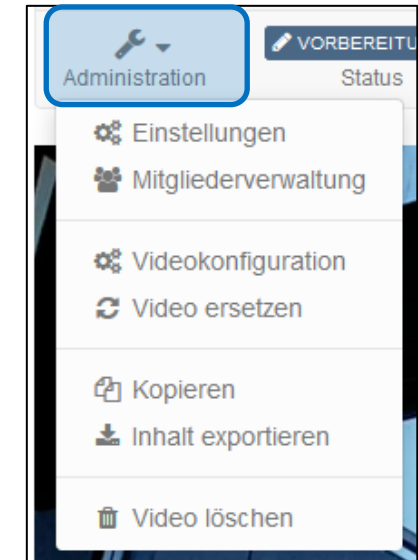 VORBEREITU
Administration Status
Einstellungen
Mitgliederverwaltung
Videokonfiguration
Video ersetzen
Kopieren
Inhalt exportieren
Video löschen